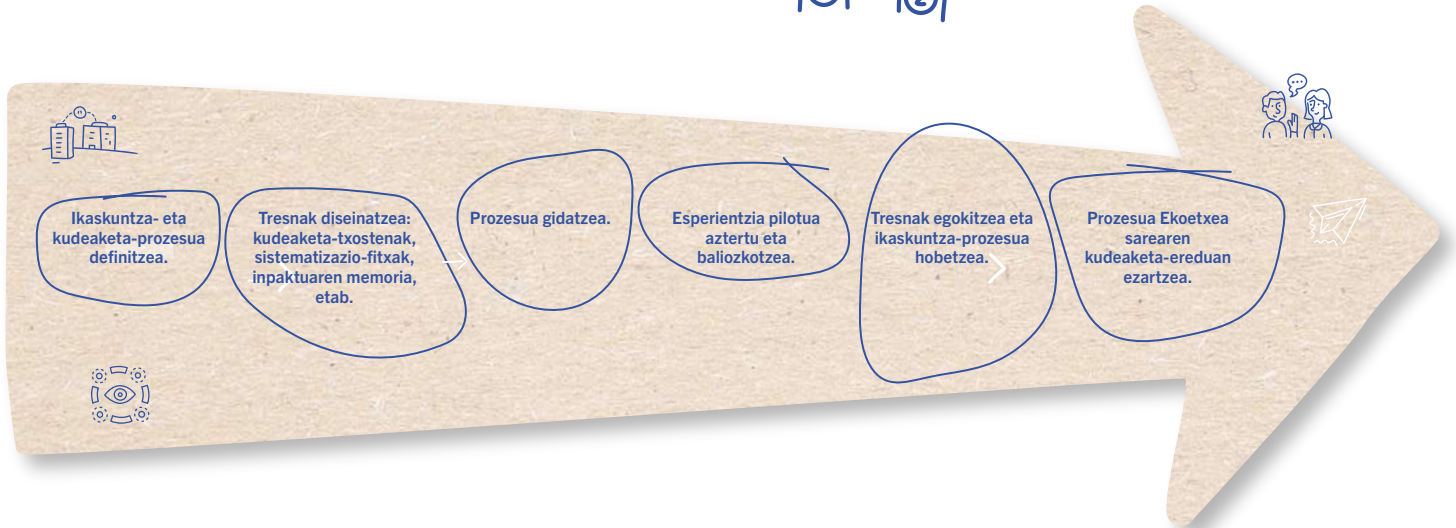 Ikaskuntza- eta
kudeaketa-prozesua
definitzea.
Tresnak diseinatzea:
kudeaketa-txostenak,
sistematizazio-fitxak,
inpaktuaren memoria,
etab.
Prozesua gidatzea.
Esperientzia pilotua
aztertu eta
baliozkotzea.
Tresnak egokitzea eta
ikaskuntza-prozesua
hobetzea.
Prozesua Ekoetxea
sarearen
kudeaketa-ereduan
ezartzea.